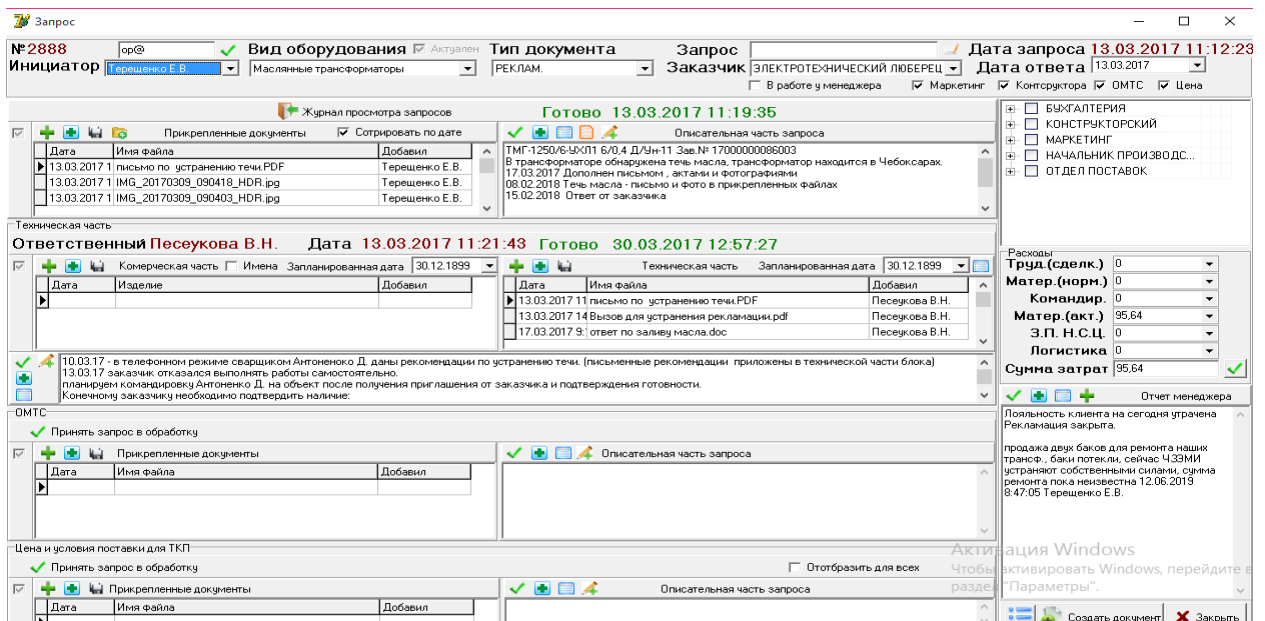 Запрос
№2888 op@ Вид оборудования Актуален Тип документа Запрос Дата запроса 13.03.2017 11:12:23
Инициатор Терещенко Е.В. Маслянные трансформаторы РЕКЛАМ. Заказчик ЭЛЕКТРОТЕХНИЧЕСКИЙ ЛЮБЕРЕЦ Дата ответа 13.03.2017
В работе у менеджера Маркетинг Контсруктора ОМТС Цена
Журнал просмотра запросов Готово 13.03.2017 11:19:35
Прикрепленные документы Сотрировать по дате Описательная часть запроса
Дата Имя файла Добавил
13.03.2017 1 письмо по устранению течи.PDF Терещенко Е.В.
13.03.2017 1 IMG_20170309_090418_HDR.jpg Терещенко Е.В.
13.03.2017 1 IMG_20170309_090403_HDR.jpg Терещенко Е.В.
ТМГ-1250/6-УХЛ1 6/0,4 Д/Ун-11 Зав.№ 17000000086003
В трансформаторе обнаружена течь масла, трансформатор находится в Чебоксарах.
17.03.2017 Дополнен письмом , актами и фотографиями
08.02.2018 Течь масла - письмо и фото в прикрепленных файлах
15.02.2018 Ответ от заказчика
БУХГАЛТЕРИЯ
КОНСТРУКТОРСКИЙ
МАРКЕТИНГ
НАЧАЛЬНИК ПРОИЗВОДС...
ОТДЕЛ ПОСТАВОК
Техническая часть
Ответственный Песеукова В.Н. Дата 13.03.2017 11:21:43 Готово 30.03.2017 12:57:27
Комерческая часть Имена Запланированная дата 30.12.1899 Техническая часть Запланированная дата 30.12.1899
Дата Изделие Добавил
Дата Имя файла Добавил
13.03.2017 11 письмо по устранению течи.PDF Песеукова В.Н.
13.03.2017 14 Вызов для устранения рекламации.pdf Песеукова В.Н.
17.03.2017 9: ответ по заливу масла.doc Песеукова В.Н.
10.03.17 - в телефонном режиме сварщиком Антоненоко Д. даны рекомендации по устранению течи. (письменные рекомендации приложены в технической части блока)
13.03.17 заказчик отказался выполнять работы самостоятельно.
планируем командировку Антоненко Д. на объект после получения приглашения от заказчика и подтверждения готовности.
Конечному заказчику необходимо подтвердить наличие:
Расходы
Труд.(сделк.) 0
Матер.(норм.) 0
Командир. 0
Матер.(акт.) 95,64
З.П. Н.С.Ц. 0
Логистика 0
Сумма затрат 95,64
Отчет менеджера
Лояльность клиента на сегодня утрачена
Рекламация закрыта.
продажа двух баков для ремонта наших
трансф., баки потекли, сейчас ЧЗЭМИ
устраняют собственными силами, сумма
ремонта пока неизвестна 12.06.2019
8:47:05 Терещенко Е.В.
ОМТС
Принять запрос в обработку
Прикрепленные документы Описательная часть запроса
Дата Имя файла Добавил
Цена и условия поставки для ТКП
Принять запрос в обработку Ототбразить для всех
Прикрепленные документы Описательная часть запроса
Дата Имя файла Добавил
Активация Windows
Чтобы активировать Windows, перейдите в
раздел "Параметры".
Создать документ Закрыть